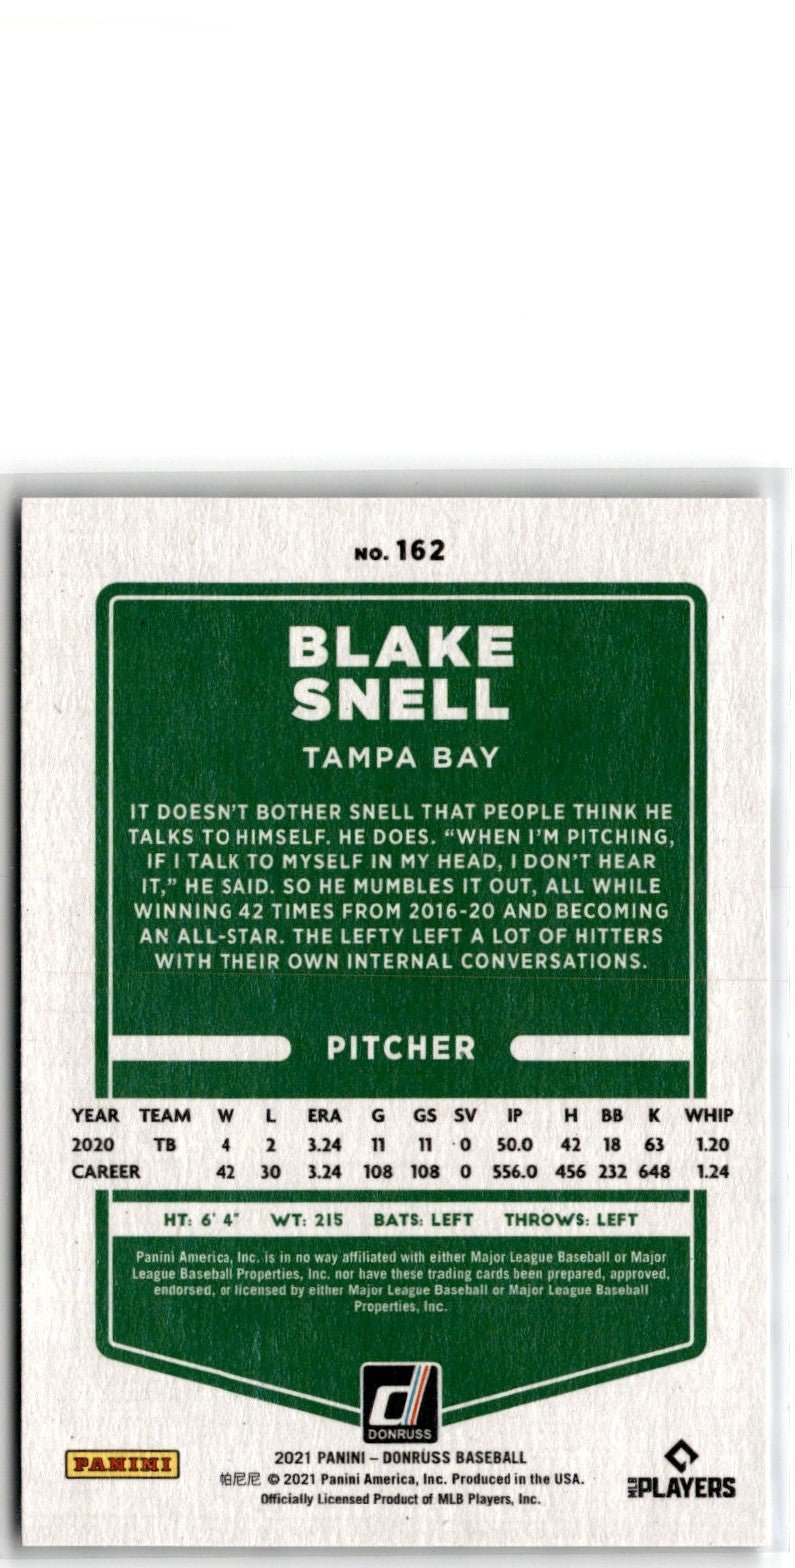 NO. 162
BLAKE
SNELL
TAMPA BAY
IT DOESN'T BOTHER SNELL THAT PEOPLE THINK HE
TALKS TO HIMSELF. HE DOES. “WHEN I'M PITCHING,
IF I TALK TO MYSELF IN MY HEAD, I DON'T HEAR
IT,” HE SAID. SO HE MUMBLES IT OUT, ALL WHILE
WINNING 42 TIMES FROM 2016-20 AND BECOMING
AN ALL-STAR. THE LEFTY LEFT A LOT OF HITTERS
WITH THEIR OWN INTERNAL CONVERSATIONS.
PITCHER
YEAR TEAM W L ERA G GS SV IP H BB K WHIP
2020 TB 4 2 3.24 11 11 0 50.0 42 18 63 1.20
CAREER 42 30 3.24 108 108 0 556.0 456 232 648 1.24
HT: 6' 4" WT: 215 BATS: LEFT THROWS: LEFT
Panini America, Inc. is in no way affiliated with either Major League Baseball or Major
League Baseball Properties, Inc. nor have these trading cards been prepared, approved,
endorsed, or licensed by either Major League Baseball or Major League Baseball
Properties, Inc.
d
DONRUSS
PANINI
2021 PANINI – DONRUSS BASEBALL
帕尼尼 © 2021 Panini America, Inc. Produced in the USA.
Officially Licensed Product of MLB Players, Inc.
MLB PLAYERS